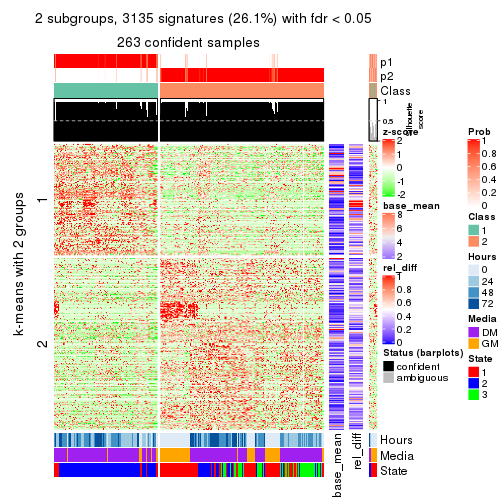 2 subgroups, 3135 signatures (26.1%) with fdr < 0.05
263 confident samples
p1
p2
Class
1
0.5
0
silhouette
score
k-means with 2 groups
1
2
base_mean
rel_diff
Hours
Media
State
z-score
2
1
0
-1
-2
base_mean
8
6
4
2
rel_diff
1
0.8
0.6
0.4
0.2
0
Status (barplots)
confident
ambiguous
Prob
1
0.8
0.6
0.4
0.2
0
Class
1
2
Hours
0
24
48
72
Media
DM
GM
State
1
2
3